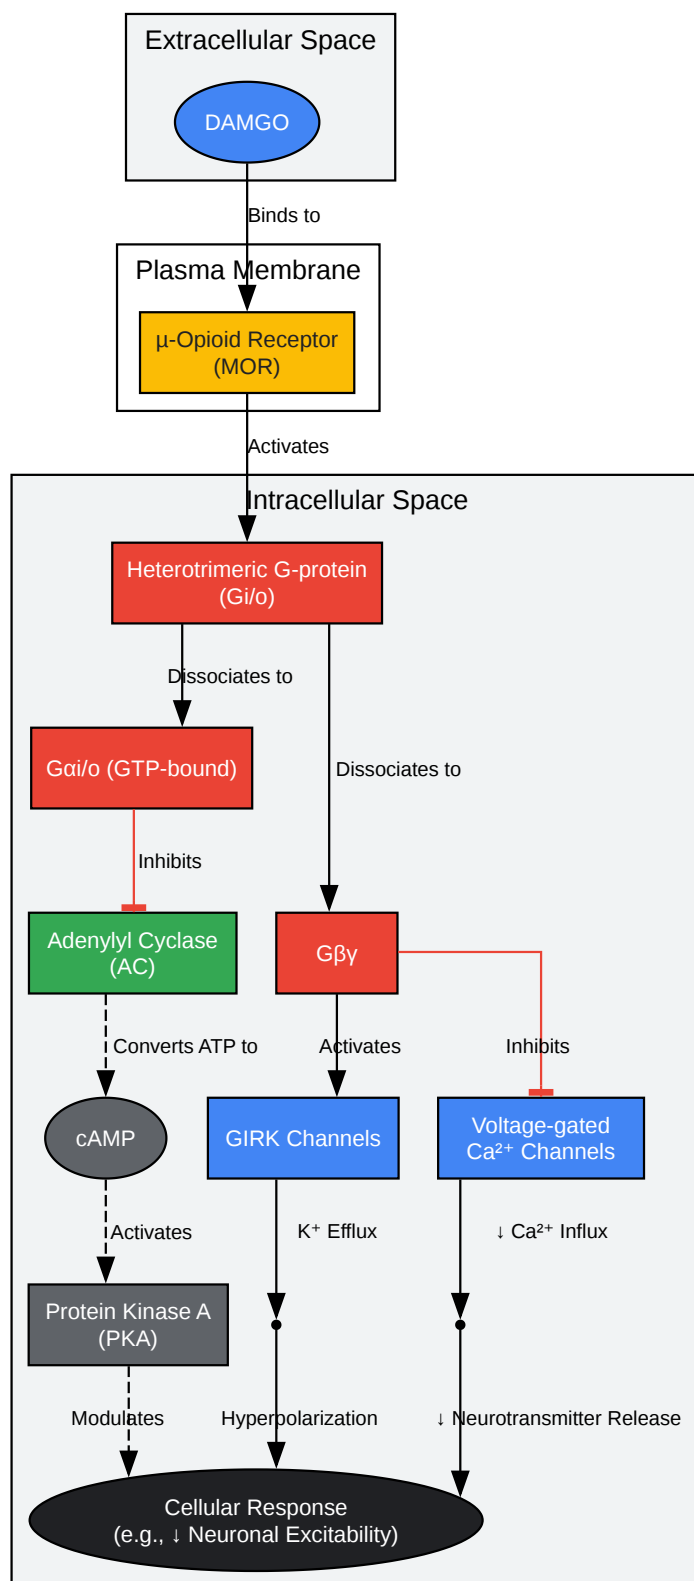 Extracellular Space
DAMGO
Binds to
Plasma Membrane
µ-Opioid Receptor
(MOR)
Activates
Intracellular Space
Heterotrimeric G-protein
(Gi/o)
Dissociates to
Gαi/o (GTP-bound)
Dissociates to
Inhibits
Adenylyl Cyclase
(AC)
Gβγ
Converts ATP to
Activates
Inhibits
cAMP
GIRK Channels
Voltage-gated
Ca²⁺ Channels
Activates
K⁺ Efflux
↓ Ca²⁺ Influx
Protein Kinase A
(PKA)
Modulates
Hyperpolarization
↓ Neurotransmitter Release
Cellular Response
(e.g., ↓ Neuronal Excitability)